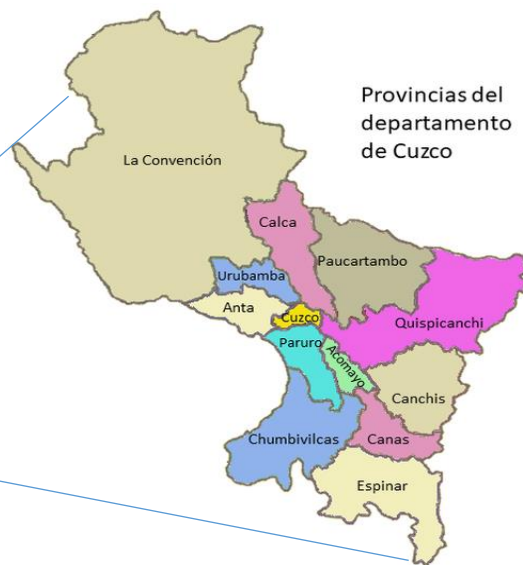 Provincias del
departamento
de Cuzco
La Convención
Calca
Paucartambo
Urubamba
Anta
Cuzco
Quispicanchi
Paruro
Acomayo
Canchis
Chumbivilcas
Canas
Espinar